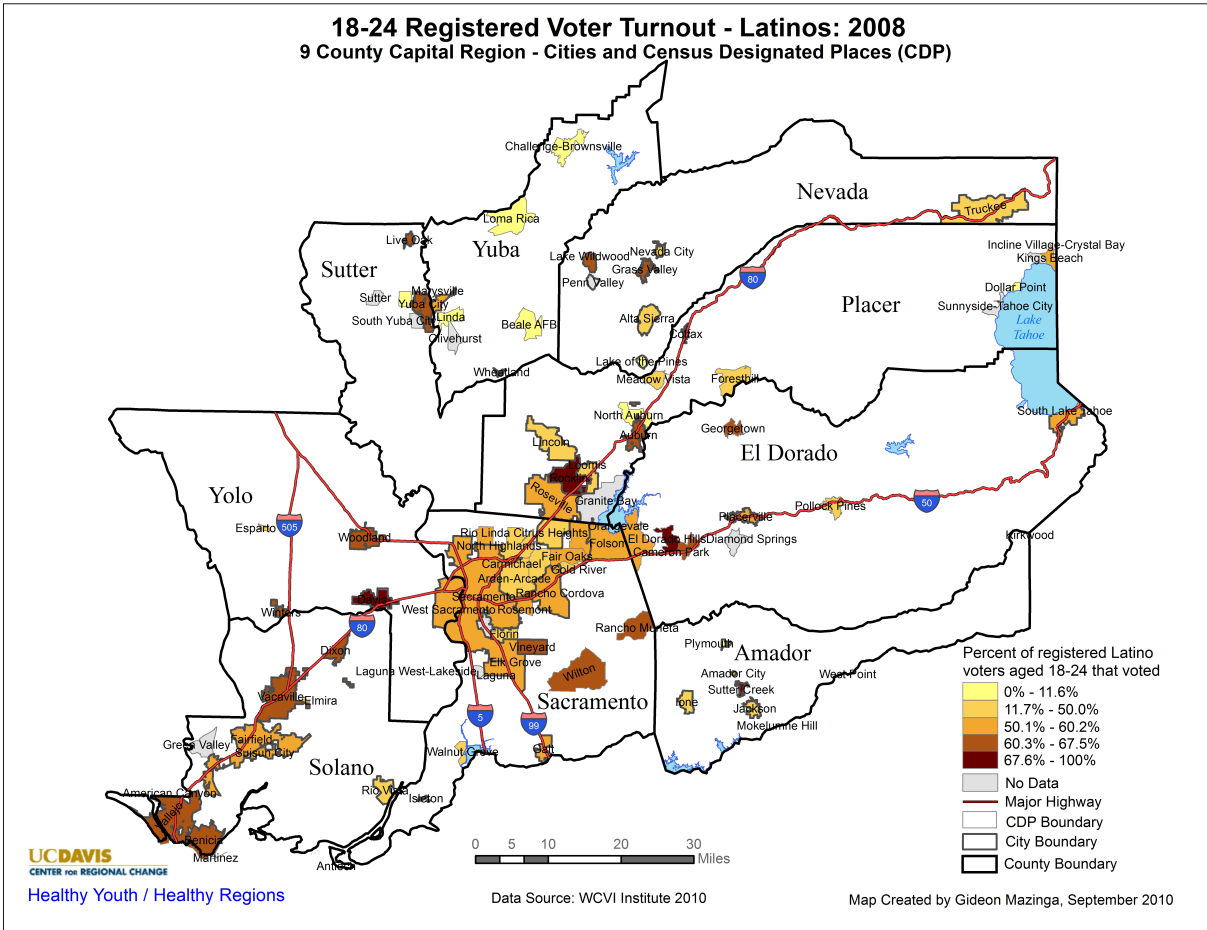 18-24 Registered Voter Turnout - Latinos: 2008
9 County Capital Region - Cities and Census Designated Places (CDP)
Challenge-Brownsville
Nevada
Truckee
Loma Rica
Yuba
Live Oak
Sutter
Lake Wildwood
Nevada City
Grass Valley
Penn Valley
Incline Village-Crystal Bay
Kings Beach
80
Dollar Point
Sunnyside-Tahoe City
Lake
Tahoe
Placer
Marysville
Sutter
Yuba City
South Yuba City
Linda
Olivehurst
Beale AFB
Alta Sierra
Colfax
Wheatland
Lake of the Pines
Meadow Vista
Foresthill
North Auburn
Auburn
Georgetown
South Lake Tahoe
El Dorado
Lincoln
Loomis
Rocklin
Roseville
Granite Bay
Yolo
Esparto
505
Woodland
Pollock Pines
50
Placerville
Orangevale
Rio Linda
Citrus Heights
North Highlands
Folsom
El Dorado Hills
Diamond Springs
Cameron Park
Kirkwood
Fair Oaks
Carmichael
Gold River
Arden-Arcade
Rancho Cordova
Sacramento
West Sacramento
Rosemont
Davis
Winters
80
Florin
Rancho Murieta
Vineyard
Dixon
Elk Grove
Laguna West-Lakeside
Laguna
Wilton
Plymouth
Amador
Amador City
West Point
Sutter Creek
Ione
Jackson
Mokelumne Hill
Sacramento
Vacaville
Elmira
5
99
Green Valley
Fairfield
Suisun City
Walnut Grove
Galt
Solano
American Canyon
Rio Vista
Isleton
Vallejo
Benicia
Martinez
Antioch
Percent of registered Latino
voters aged 18-24 that voted
0% - 11.6%
11.7% - 50.0%
50.1% - 60.2%
60.3% - 67.5%
67.6% - 100%
No Data
Major Highway
CDP Boundary
City Boundary
County Boundary
0 5 10 20 30
Miles
UCDAVIS
CENTER FOR REGIONAL CHANGE
Healthy Youth / Healthy Regions
Data Source: WCVI Institute 2010
Map Created by Gideon Mazinga, September 2010